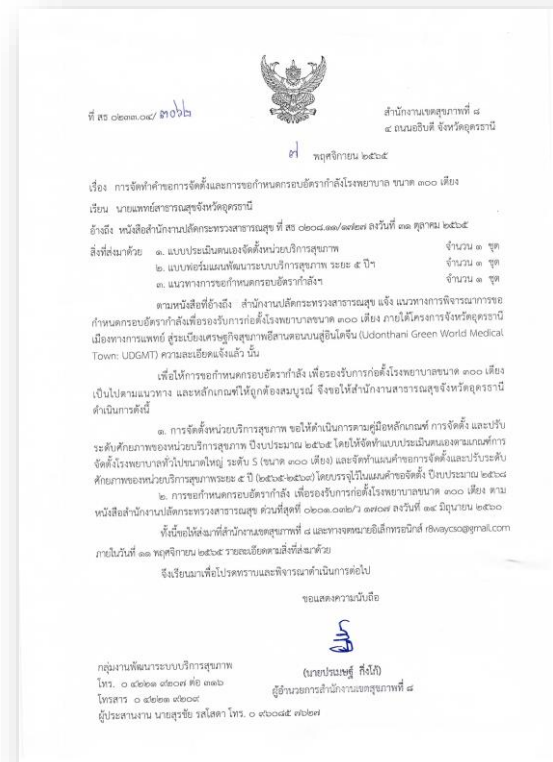 ที่ สธ ๐๒๓๓.๐๔/ ๓๐๖๖
สำนักงานเขตสุขภาพที่ ๘
๔ ถนนอธิบดี จังหวัดอุดรธานี
๗ พฤศจิกายน ๒๕๖๕
เรื่อง การจัดทำคำขอการจัดตั้งและการขอกำหนดกรอบอัตรากำลังโรงพยาบาล ขนาด ๓๐๐ เตียง
เรียน นายแพทย์สาธารณสุขจังหวัดอุดรธานี
อ้างถึง หนังสือสำนักงานปลัดกระทรวงสาธารณสุข ที่ สธ ๐๒๐๘.๑๑/๑๗๒๗ ลงวันที่ ๓๑ ตุลาคม ๒๕๖๕
สิ่งที่ส่งมาด้วย ๑. แบบประเมินตนเองจัดตั้งหน่วยบริการสุขภาพ จำนวน ๑ ชุด
๒. แบบฟอร์มแผนพัฒนาระบบบริการสุขภาพ ระยะ ๕ ปีฯ จำนวน ๑ ชุด
๓. แนวทางการขอกำหนดกรอบอัตรากำลังฯ จำนวน ๑ ชุด
ตามหนังสือที่อ้างถึง สำนักงานปลัดกระทรวงสาธารณสุข แจ้ง แนวทางการพิจารณาการขอ
กำหนดกรอบอัตรากำลังเพื่อรองรับการก่อตั้งโรงพยาบาลขนาด ๓๐๐ เตียง ภายใต้โครงการจังหวัดอุดรธานี
เมืองทางการแพทย์ สู่ระเบียงเศรษฐกิจสุขภาพอีสานตอนบนสู่อินโดจีน (Udonthani Green World Medical
Town: UDGMT) ความละเอียดแจ้งแล้ว นั้น
เพื่อให้การขอกำหนดกรอบอัตรากำลัง เพื่อรองรับการก่อตั้งโรงพยาบาลขนาด ๓๐๐ เตียง
เป็นไปตามแนวทาง และหลักเกณฑ์ให้ถูกต้องสมบูรณ์ จึงขอให้สำนักงานสาธารณสุขจังหวัดอุดรธานี
ดำเนินการดังนี้
๑. การจัดตั้งหน่วยบริการสุขภาพ ขอให้ดำเนินการตามคู่มือหลักเกณฑ์ การจัดตั้ง และปรับ
ระดับศักยภาพของหน่วยบริการสุขภาพ ปีงบประมาณ ๒๕๖๕ โดยให้จัดทำแบบประเมินตนเองตามเกณฑ์การ
จัดตั้งโรงพยาบาลทั่วไปขนาดใหญ่ ระดับ S (ขนาด ๓๐๐ เตียง) และจัดทำแผนคำขอการจัดตั้งและปรับระดับ
ศักยภาพของหน่วยบริการสุขภาพระยะ ๕ ปี (๒๕๖๕-๒๕๖๙) โดยบรรจุไว้ในแผนคำขอจัดตั้ง ปีงบประมาณ ๒๕๖๘
๒. การขอกำหนดกรอบอัตรากำลัง เพื่อรองรับการก่อตั้งโรงพยาบาลขนาด ๓๐๐ เตียง ตาม
หนังสือสำนักงานปลัดกระทรวงสาธารณสุข ด่วนที่สุดที่ ๐๒๐๑.๐๓๒/ว ๑๗๐๗ ลงวันที่ ๑๔ มิถุนายน ๒๕๖๐
ทั้งนี้ขอให้ส่งมาที่สำนักงานเขตสุขภาพที่ ๘ และทางจดหมายอิเล็กทรอนิกส์ r8waycso@gmail.com
ภายในวันที่ ๑๑ พฤศจิกายน ๒๕๖๕ รายละเอียดตามสิ่งที่ส่งมาด้วย
จึงเรียนมาเพื่อโปรดทราบและพิจารณาดำเนินการต่อไป
ขอแสดงความนับถือ
(นายปรเมษฐ์ กิ่งโก้)
ผู้อำนวยการสำนักงานเขตสุขภาพที่ ๘
กลุ่มงานพัฒนาระบบบริการสุขภาพ
โทร. ๐ ๔๒๒๑ ๙๒๐๗ ต่อ ๓๑๖
โทรสาร ๐ ๔๒๒๑ ๙๒๐๙
ผู้ประสานงาน นายสุรชัย รสโสดา โทร. ๐ ๙๖๐๘๕ ๗๖๒๗